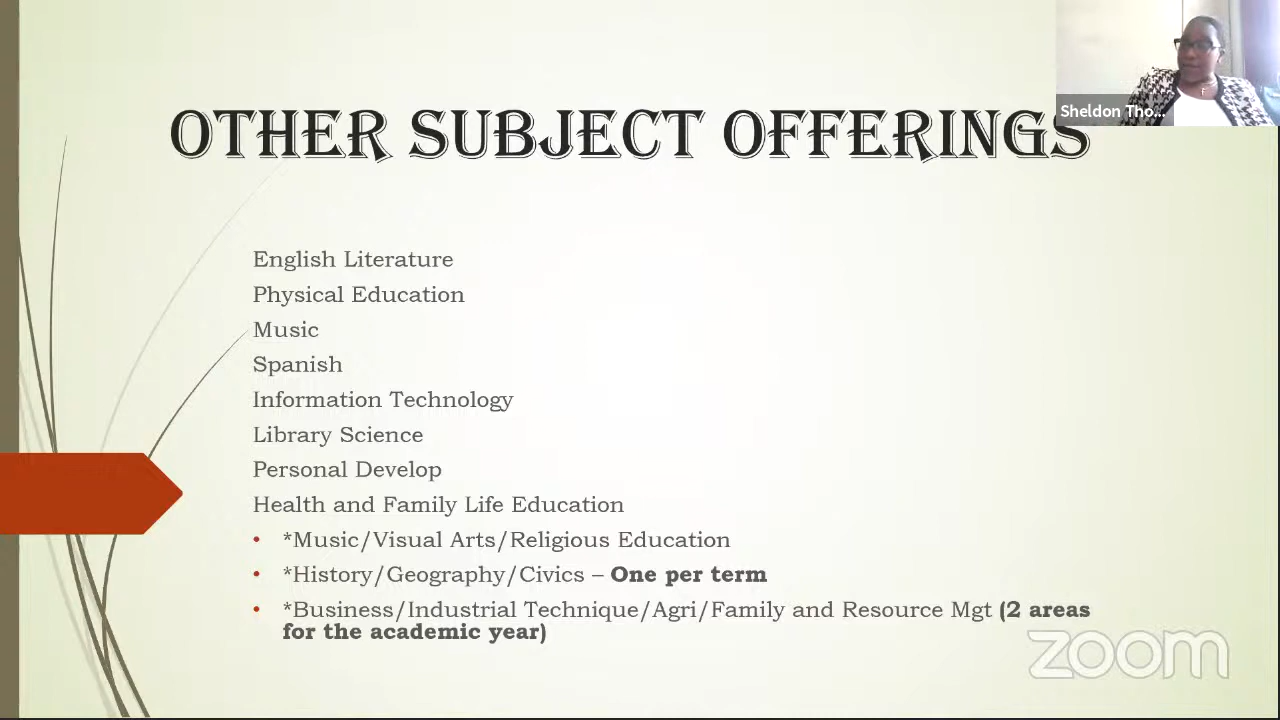 Sheldon Tho...
OTHER SUBJECT OFFERINGS
English Literature
Physical Education
Music
Spanish
Information Technology
Library Science
Personal Develop
Health and Family Life Education
• *Music/Visual Arts/Religious Education
• *History/Geography/Civics – One per term
• *Business/Industrial Technique/Agri/Family and Resource Mgt (2 areas
for the academic year)
zoom